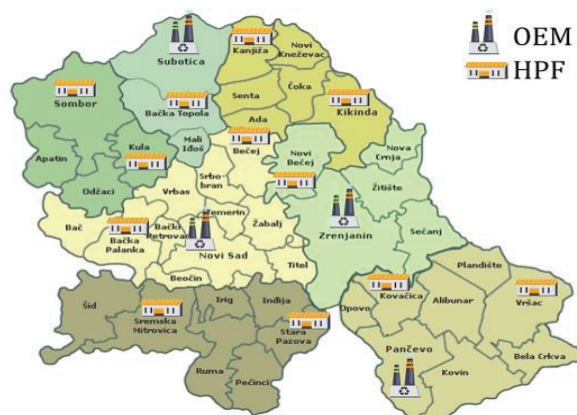 OEM
HPF
Subotica
Kanjiža
Novi
Kneževac
Sombor
Bačka Topola
Senta
Čoka
Kikinda
Ada
Apatin
Kula
Mali
Iđoš
Bečej
Novi
Bečej
Nova
Crnja
Odžaci
Vrbas
Srbo-
bran
Žitište
Temerin
Bač
Bački
Petrovac
Žabalj
Zrenjanin
Sečanj
Bačka
Palanka
Novi Sad
Titel
Beočin
Plandište
Kovačica
Vršac
Šid
Irig
Inđija
Opovo
Alibunar
Sremska
Mitrovica
Stara
Pazova
Pančevo
Bela Crkva
Kovin
Ruma
Pećinci